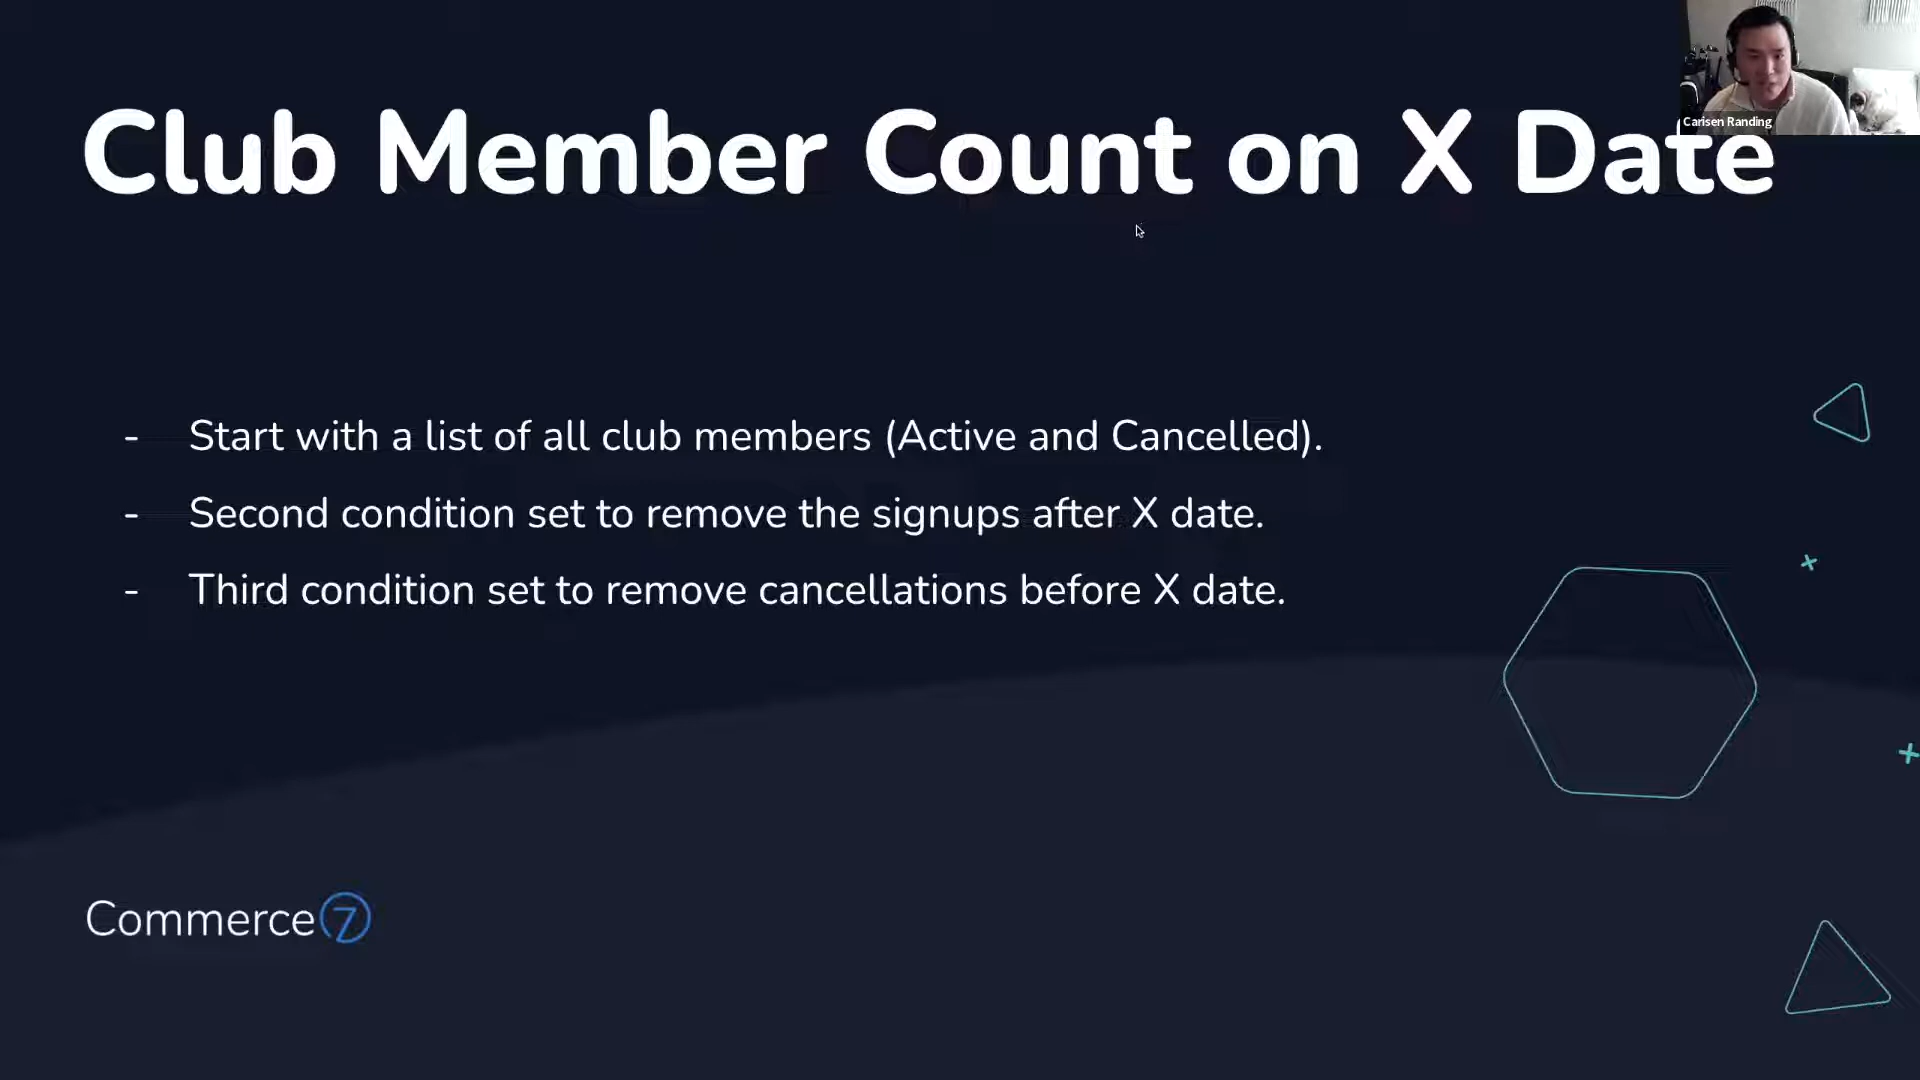 Club Member Count on X Date
Carisen Randing
- Start with a list of all club members (Active and Cancelled).
- Second condition set to remove the signups after X date.
- Third condition set to remove cancellations before X date.
Commerce7